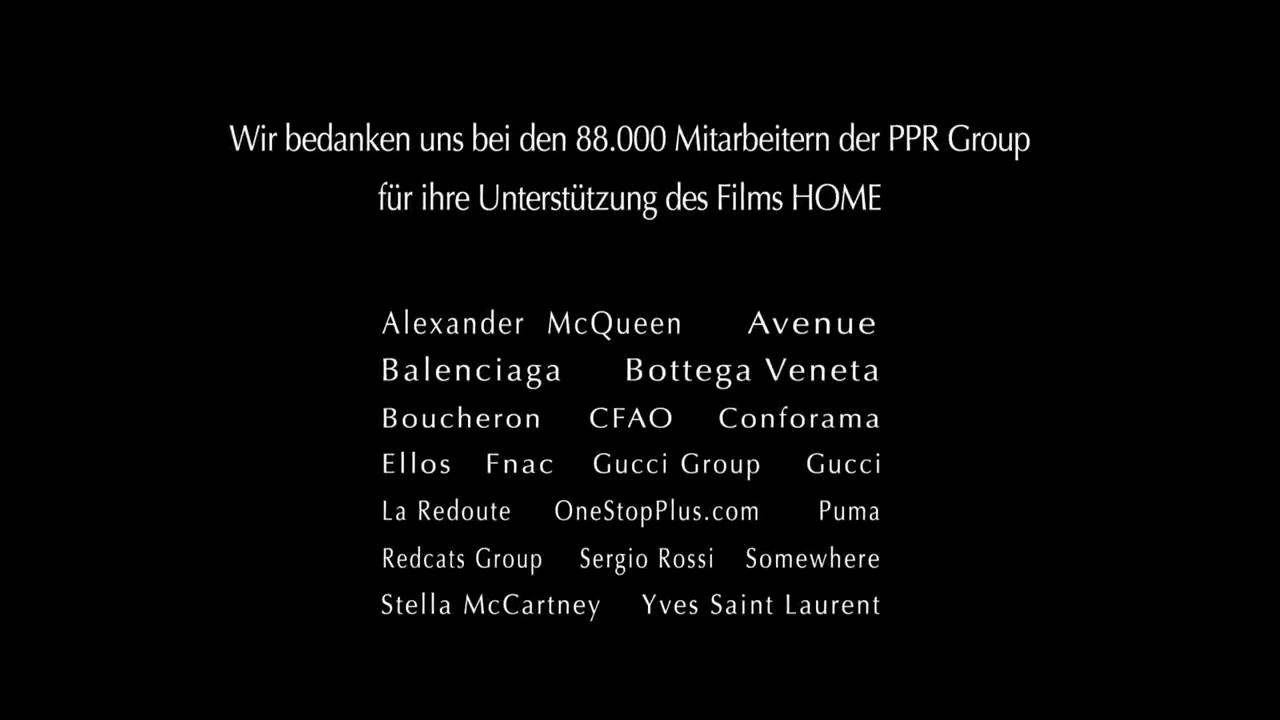 Wir bedanken uns bei den 88.000 Mitarbeitern der PPR Group
für ihre Unterstützung des Films HOME
Alexander McQueen Avenue
Balenciaga Bottega Veneta
Boucheron CFAO Conforama
Ellos Fnac Gucci Group Gucci
La Redoute OneStopPlus.com Puma
Redcats Group Sergio Rossi Somewhere
Stella McCartney Yves Saint Laurent